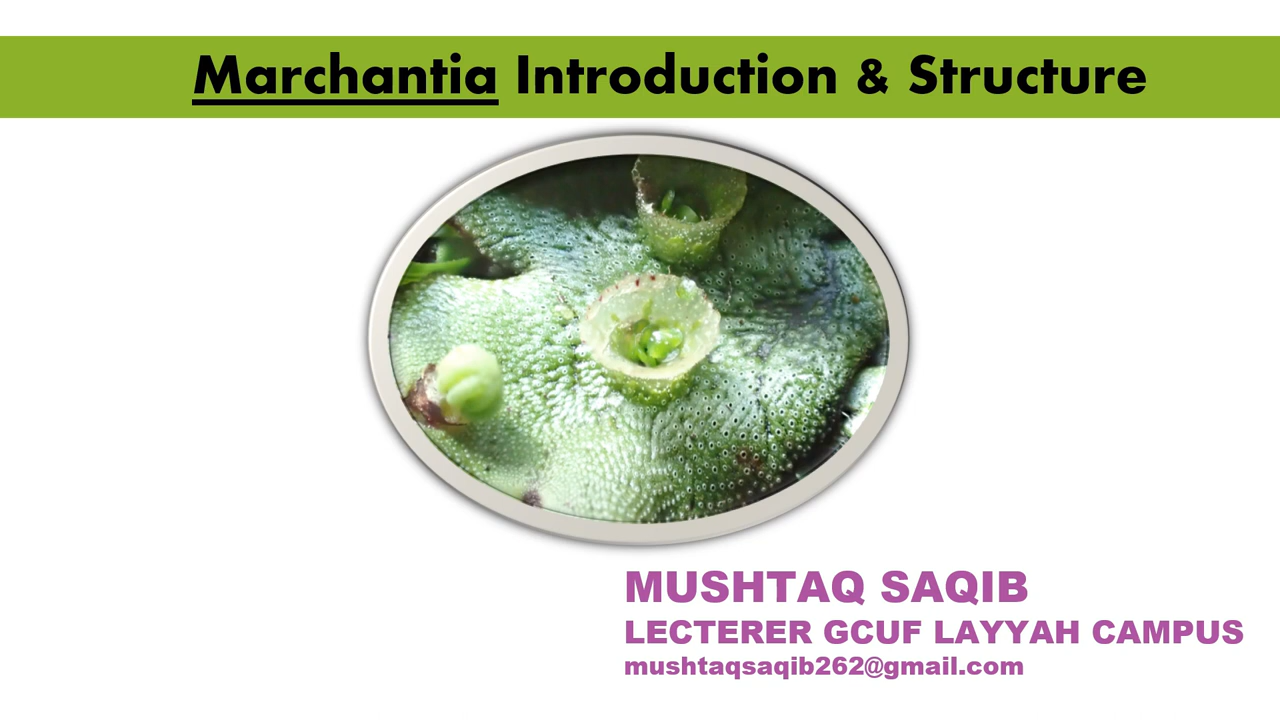 Marchantia Introduction & Structure
MUSHTAQ SAQIB
LECTERER GCUF LAYYAH CAMPUS
mushtaqsaqib262@gmail.com